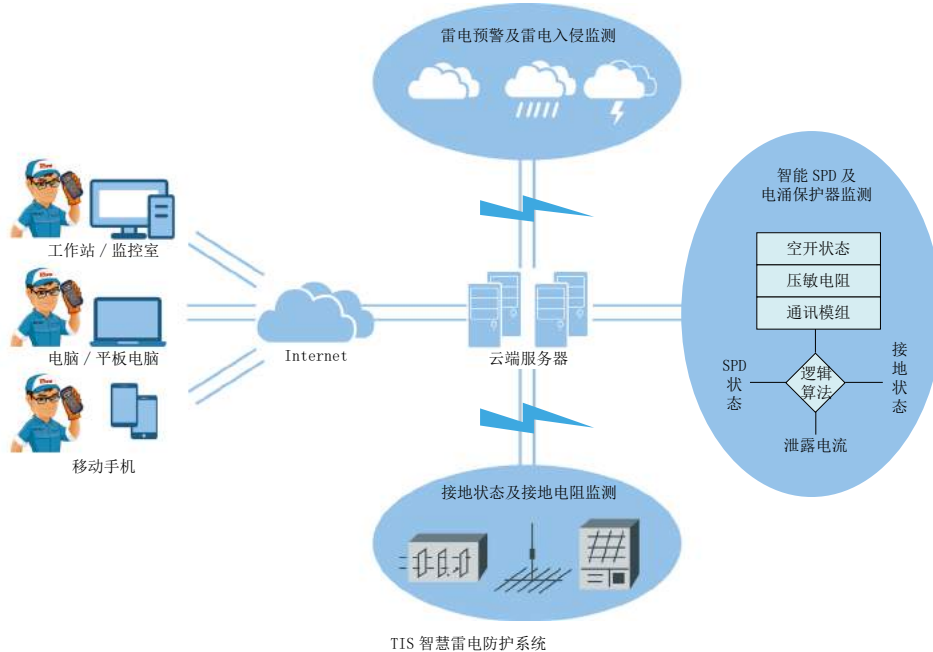 雷电预警及雷电入侵监测
智能 SPD 及
电涌保护器监测
空开状态
压敏电阻
通讯模组
逻辑
算法
SPD
状
态
接
地
状
态
泄露电流
工作站 / 监控室
电脑 / 平板电脑
移动手机
Internet
云端服务器
接地状态及接地电阻监测
TIS 智慧雷电防护系统